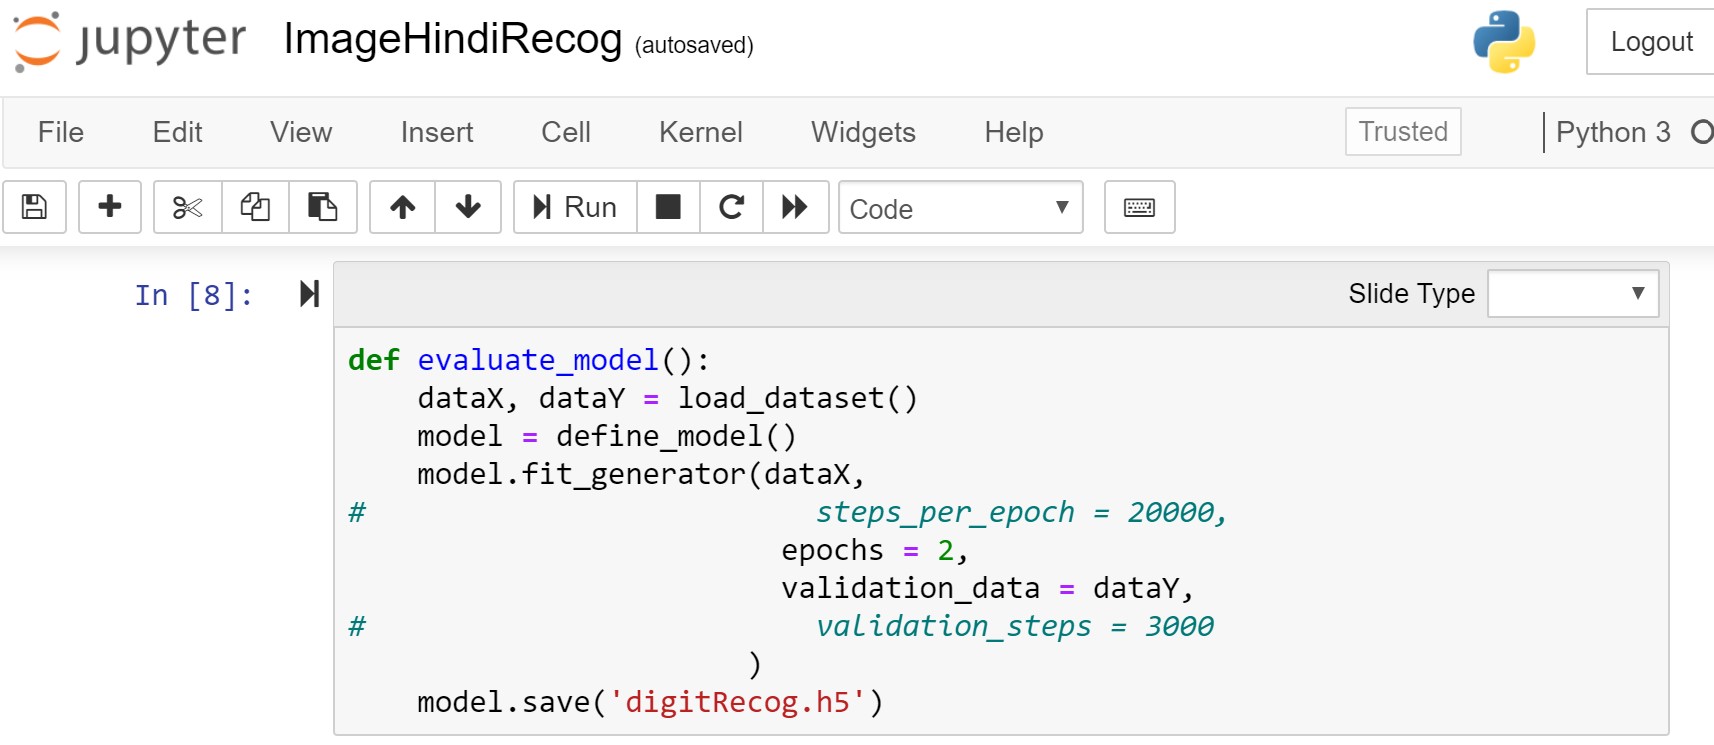 jupyter ImageHindiRecog (autosaved) Logout
File Edit View Insert Cell Kernel Widgets Help Trusted Python 3
Run Code
In [8]: Slide Type
def evaluate_model():
    dataX, dataY = load_dataset()
    model = define_model()
    model.fit_generator(dataX,
#                          steps_per_epoch = 20000,
                         epochs = 2,
                         validation_data = dataY,
#                          validation_steps = 3000
                       )
    model.save('digitRecog.h5')